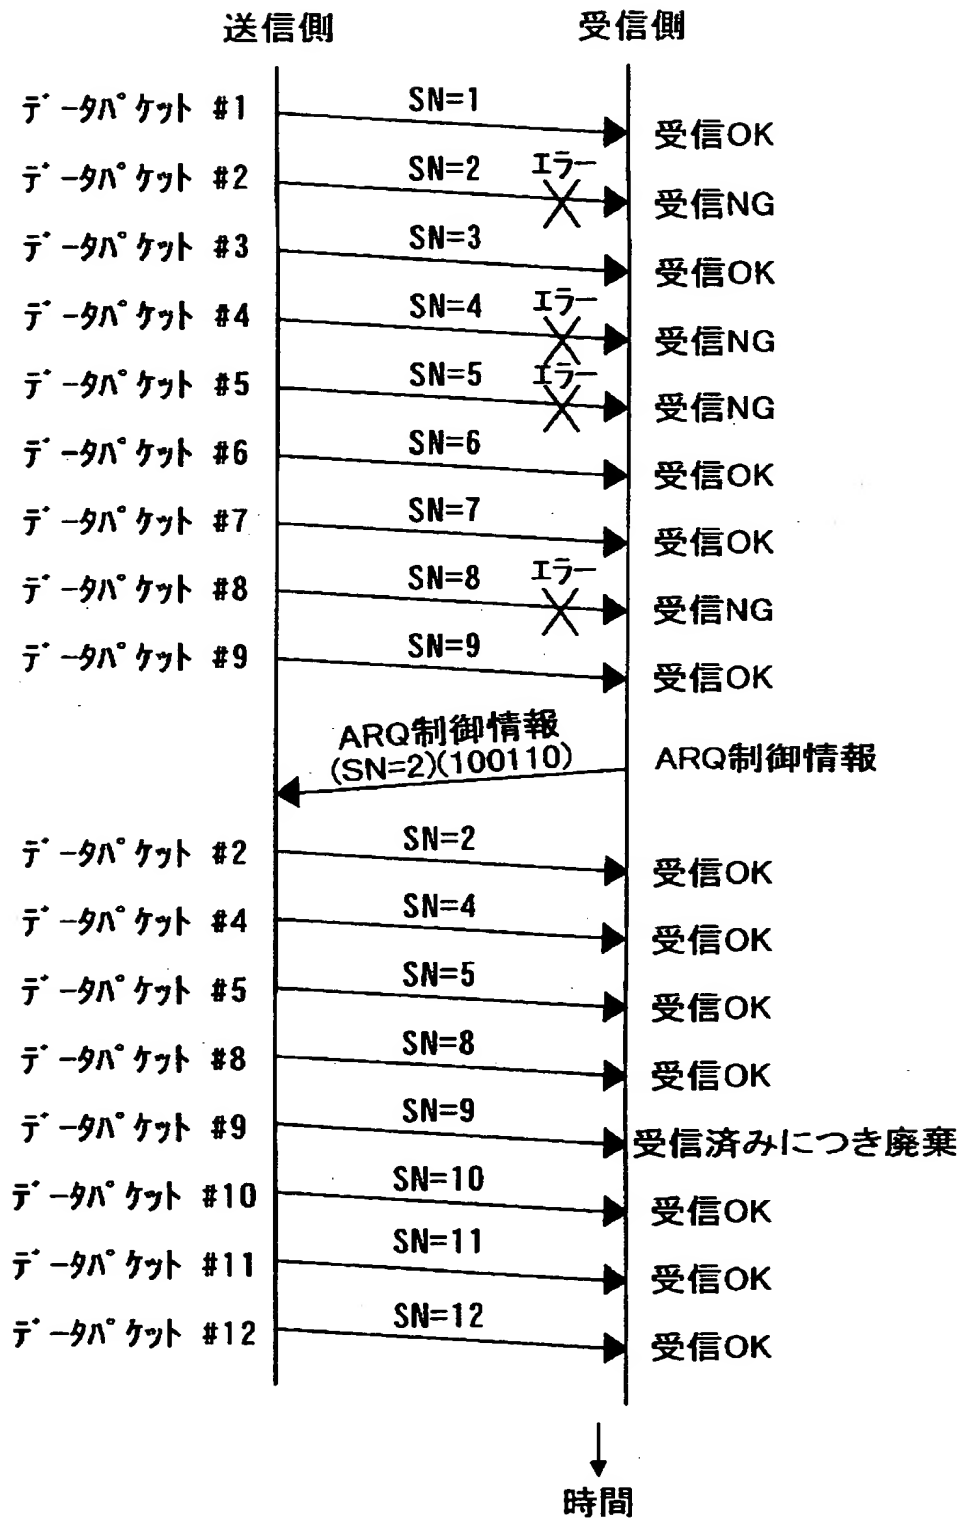 送信側 受信側
データパケット #1 SN=1 受信OK
データパケット #2 SN=2 エラー 受信NG
データパケット #3 SN=3 受信OK
データパケット #4 SN=4 エラー 受信NG
データパケット #5 SN=5 エラー 受信NG
データパケット #6 SN=6 受信OK
データパケット #7 SN=7 受信OK
データパケット #8 SN=8 エラー 受信NG
データパケット #9 SN=9 受信OK
ARQ制御情報
(SN=2)(100110) ARQ制御情報
データパケット #2 SN=2 受信OK
データパケット #4 SN=4 受信OK
データパケット #5 SN=5 受信OK
データパケット #8 SN=8 受信OK
データパケット #9 SN=9 受信済みにつき廃棄
データパケット #10 SN=10 受信OK
データパケット #11 SN=11 受信OK
データパケット #12 SN=12 受信OK
時間